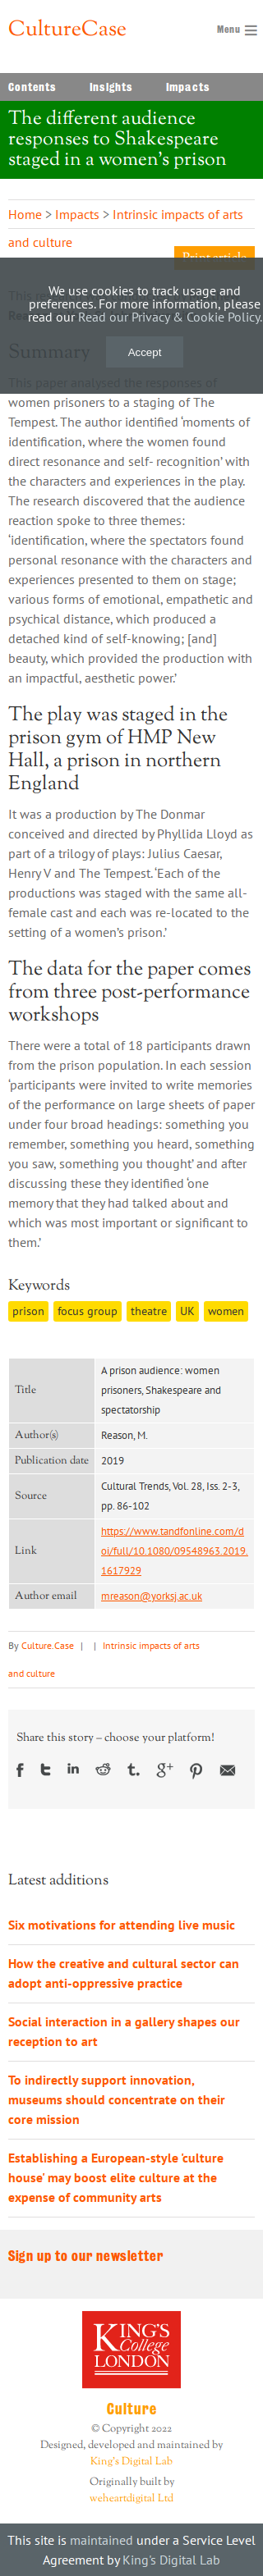 CultureCase
Menu
Contents Insights Impacts
The different audience
responses to Shakespeare
staged in a women's prison
Home > Impacts > Intrinsic impacts of arts
and culture
Print article
We use cookies to track usage and
preferences. For more information, please
read our Read our Privacy & Cookie Policy.
Summary
Accept
This paper analysed the responses of
women prisoners to a staging of The
Tempest. The author identified 'moments of
identification, where the women found
direct resonance and self- recognition' with
the characters and experiences in the play.
The research discovered that the audience
reaction spoke to three themes:
'identification, where the spectators found
personal resonance with the characters and
experiences presented to them on stage;
various forms of emotional, empathetic and
psychical distance, which produced a
detached kind of self-knowing; [and]
beauty, which provided the production with
an impactful, aesthetic power.'
The play was staged in the
prison gym of HMP New
Hall, a prison in northern
England
It was a production by The Donmar
conceived and directed by Phyllida Lloyd as
part of a trilogy of plays: Julius Caesar,
Henry V and The Tempest. 'Each of the
productions was staged with the same all-
female cast and each was re-located to the
setting of a women's prison.'
The data for the paper comes
from three post-performance
workshops
There were a total of 18 participants drawn
from the prison population. In each session
'participants were invited to write memories
of the performance on large sheets of paper
under four broad headings: something you
remember, something you heard, something
you saw, something you thought' and after
discussing these they identified 'one
memory that they had talked about and
which was most important or significant to
them.'
Keywords
prison focus group theatre UK women
Title
A prison audience: women
prisoners, Shakespeare and
spectatorship
Author(s) Reason, M.
Publication date 2019
Source
Cultural Trends, Vol. 28, Iss. 2-3,
pp. 86-102
Link
https://www.tandfonline.com/d
oi/full/10.1080/09548963.2019.
1617929
Author email mreason@yorksj.ac.uk
By Culture.Case | | Intrinsic impacts of arts
and culture
Share this story – choose your platform!
Latest additions
Six motivations for attending live music
How the creative and cultural sector can
adopt anti-oppressive practice
Social interaction in a gallery shapes our
reception to art
To indirectly support innovation,
museums should concentrate on their
core mission
Establishing a European-style 'culture
house' may boost elite culture at the
expense of community arts
Sign up to our newsletter
KING'S
College
LONDON
Culture
© Copyright 2022
Designed, developed and maintained by
King's Digital Lab
Originally built by
weheartdigital Ltd
This site is maintained under a Service Level
Agreement by King's Digital Lab